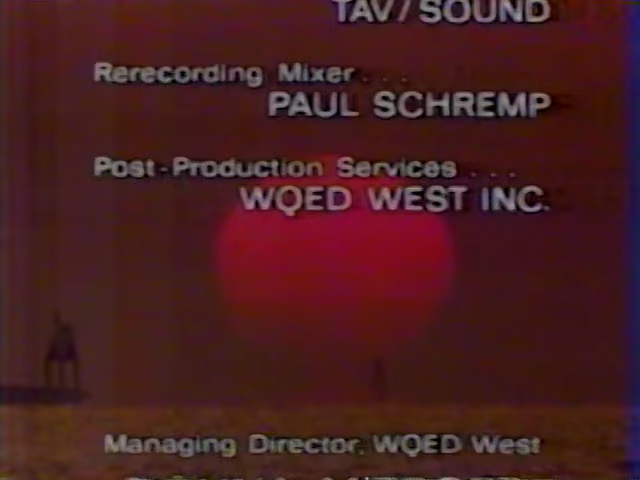 TAV/SOUND
Rerecording Mixer . . .
PAUL SCHREMP
Post-Production Services . . .
WQED WEST INC.
Managing Director, WQED West